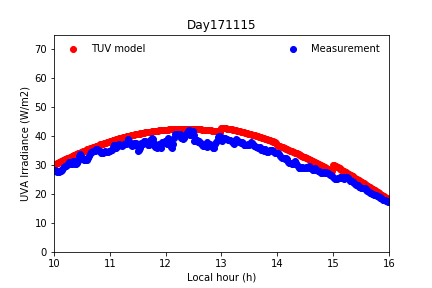 Day171115
TUV model
Measurement
70
60
50
40
30
20
10
0
UVA Irradiance (W/m2)
10 11 12 13 14 15 16
Local hour (h)